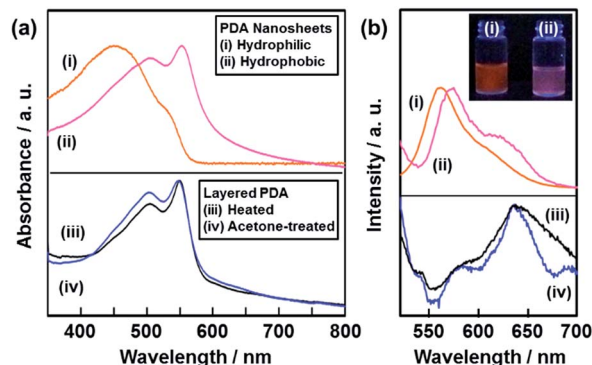 (a)
PDA Nanosheets
(i) Hydrophilic
(ii) Hydrophobic
(i)
(ii)
Layered PDA
(iii) Heated
(iv) Acetone-treated
(iii)
(iv)
Absorbance / a. u.
400 500 600 700 800
Wavelength / nm
(b)
(i) (ii)
(i)
(ii)
(iii)
(iv)
Intensity / a. u.
550 600 650 700
Wavelength / nm